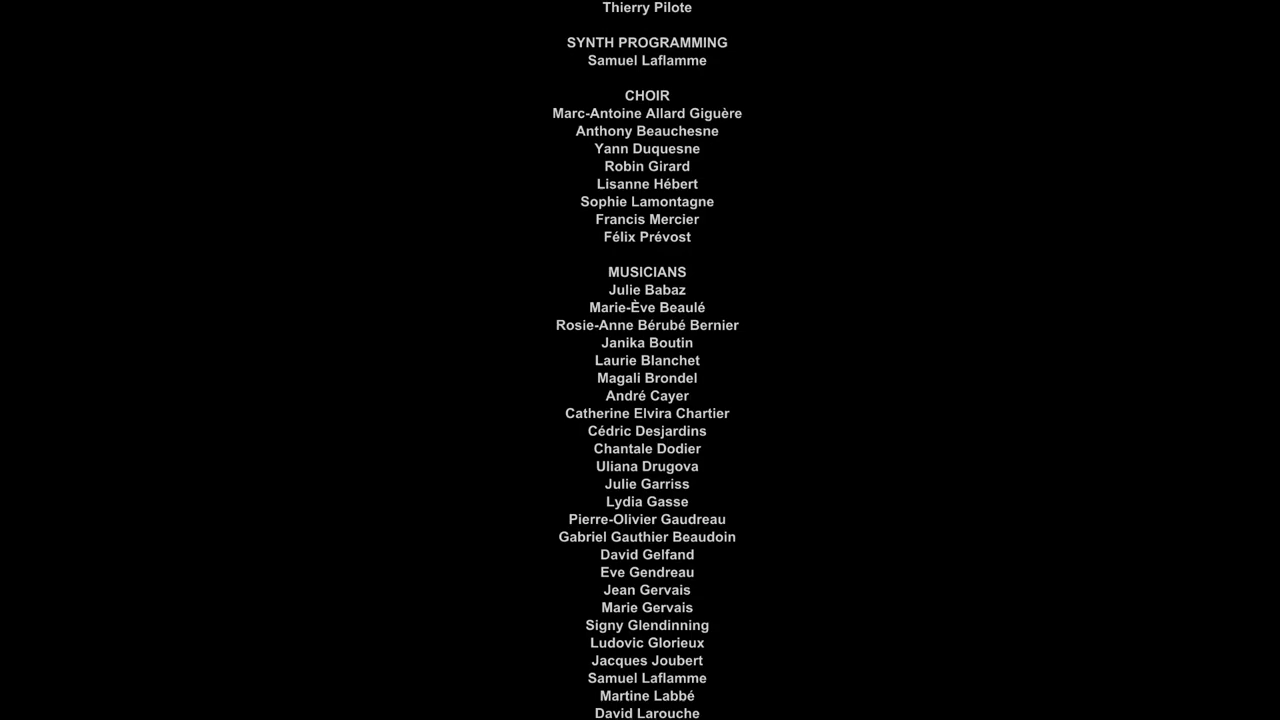 Thierry Pilote
SYNTH PROGRAMMING
Samuel Laflamme
CHOIR
Marc-Antoine Allard Giguère
Anthony Beauchesne
Yann Duquesne
Robin Girard
Lisanne Hébert
Sophie Lamontagne
Francis Mercier
Félix Prévost
MUSICIANS
Julie Babaz
Marie-Ève Beaulé
Rosie-Anne Bérubé Bernier
Janika Boutin
Laurie Blanchet
Magali Brondel
André Cayer
Catherine Elvira Chartier
Cédric Desjardins
Chantale Dodier
Uliana Drugova
Julie Garriss
Lydia Gasse
Pierre-Olivier Gaudreau
Gabriel Gauthier Beaudoin
David Gelfand
Eve Gendreau
Jean Gervais
Marie Gervais
Signy Glendinning
Ludovic Glorieux
Jacques Joubert
Samuel Laflamme
Martine Labbé
David Larouche